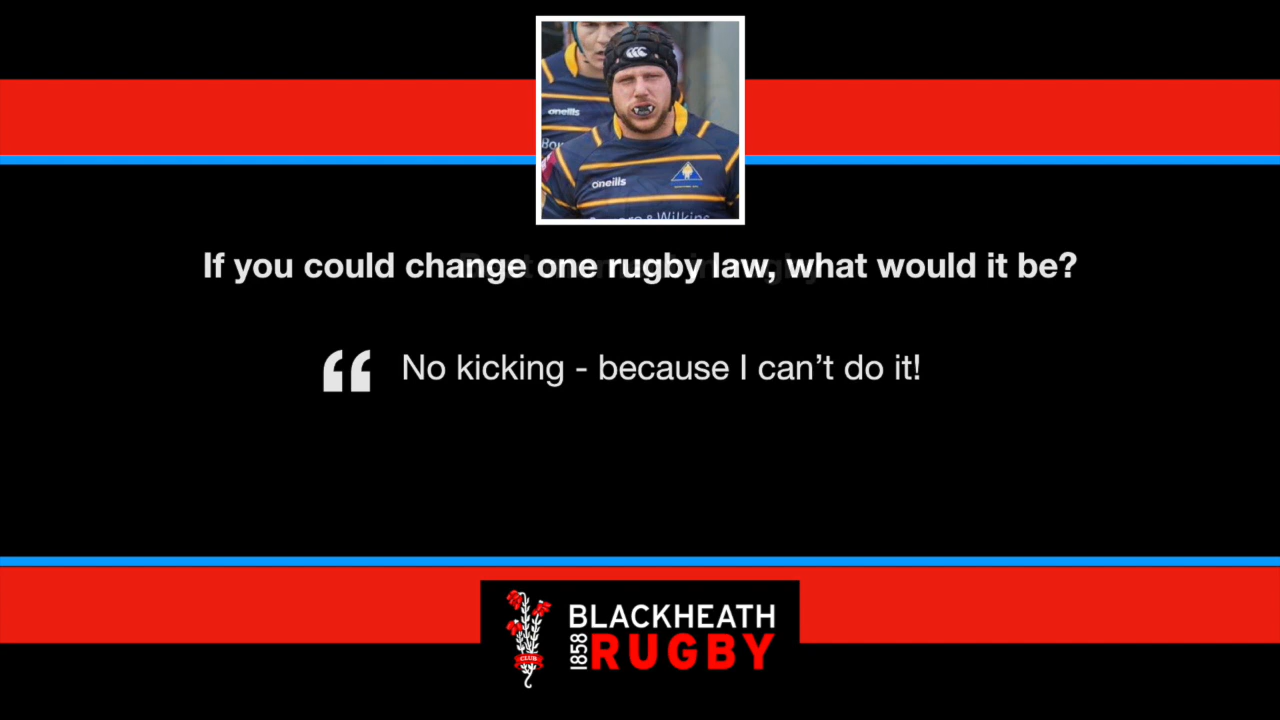 oneills
oneills
If you could change one rugby law, what would it be?
“ No kicking - because I can’t do it!
CLUB
1858
BLACKHEATH
RUGBY